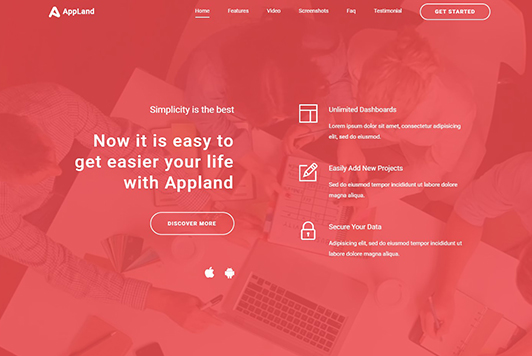 AppLand
Home Features Video Screenshots Faq Testimonial GET STARTED
Simplicity is the best
Now it is easy to
get easier your life
with Appland
DISCOVER MORE
Unlimited Dashboards
Lorem ipsum dolor sit amet, consectetur adipisicing
elit, sed do eiusmod.
Easily Add New Projects
Sed do eiusmod tempor incididunt ut labore dolore
magna aliqua.
Secure Your Data
Adipisicing elit, sed do eiusmod tempor incididunt ut
labore dolore magna aliqua.